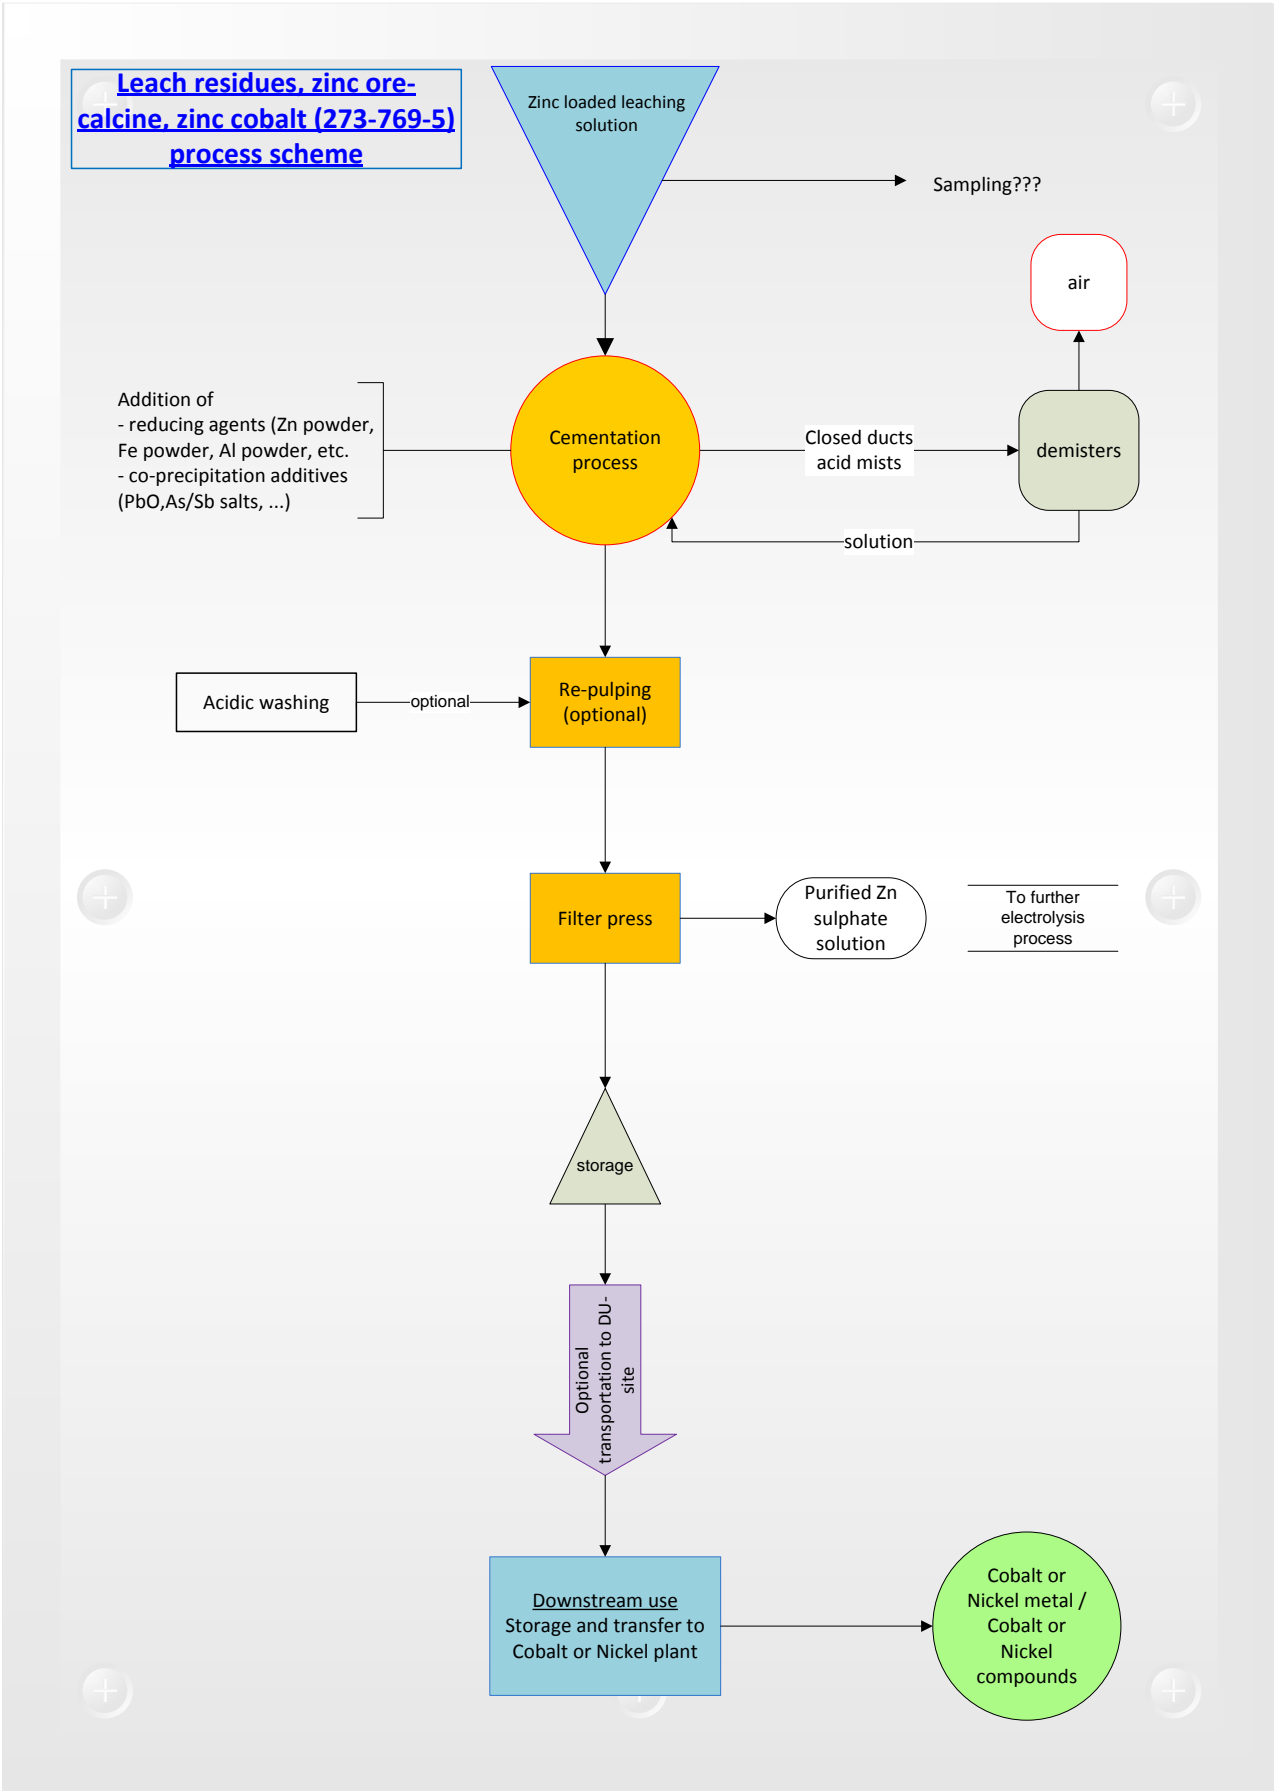 Leach residues, zinc ore-
calcine, zinc cobalt (273-769-5)
process scheme
Zinc loaded leaching
solution
Sampling???
air
Addition of
- reducing agents (Zn powder,
Fe powder, Al powder, etc.
- co-precipitation additives
(PbO,As/Sb salts, ...)
Cementation
process
Closed ducts
acid mists
demisters
solution
Acidic washing
optional
Re-pulping
(optional)
Filter press
Purified Zn
sulphate
solution
To further
electrolysis
process
storage
Optional
transportation to DU-
site
Downstream use
Storage and transfer to
Cobalt or Nickel plant
Cobalt or
Nickel metal /
Cobalt or
Nickel
compounds